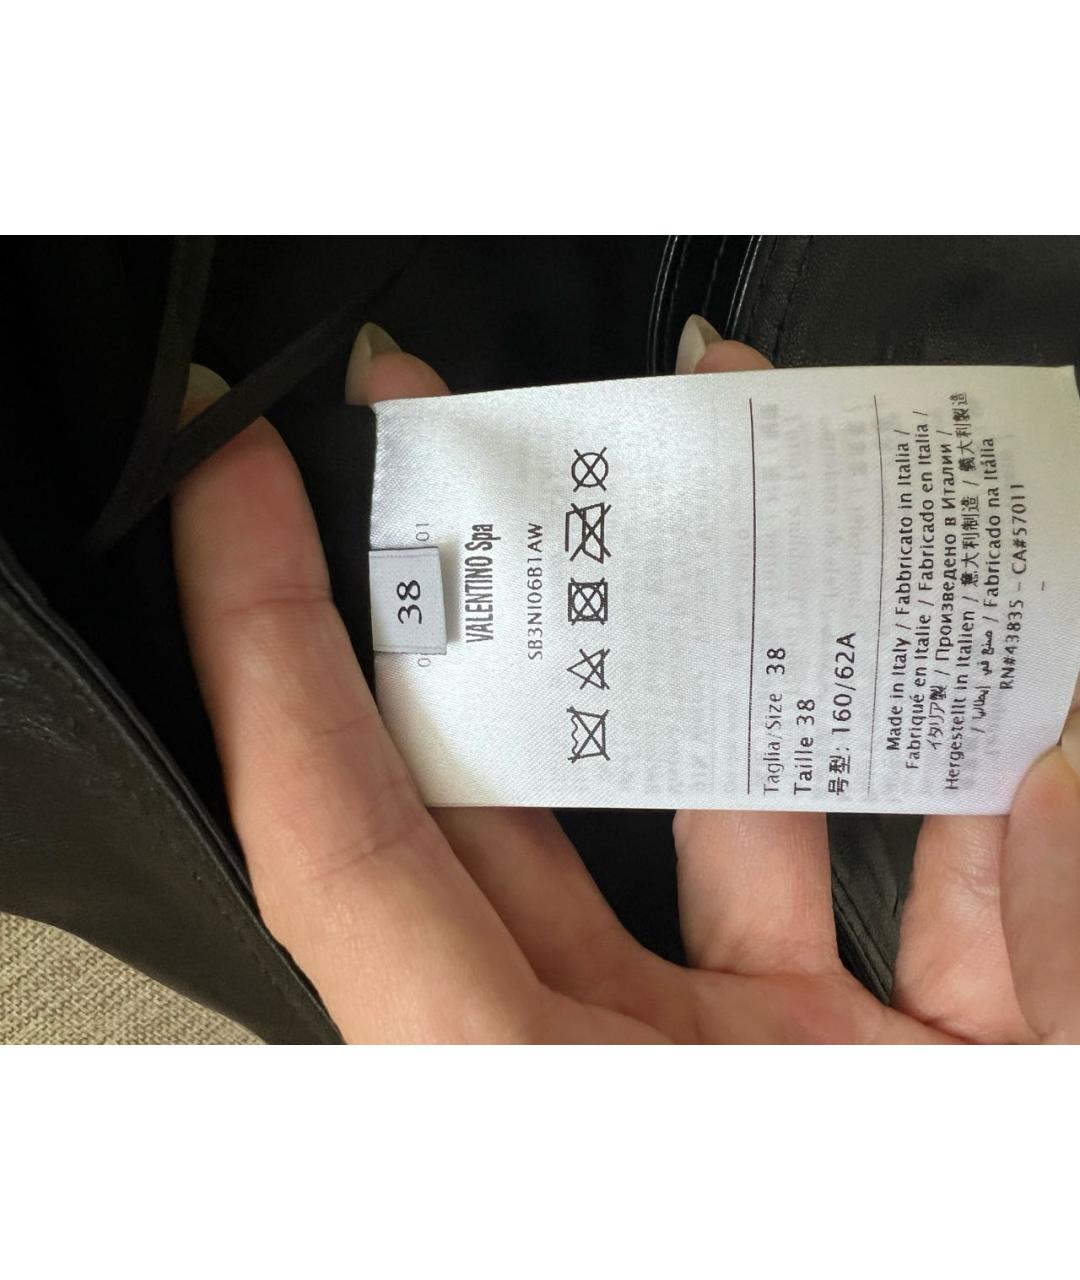 38
01
VALENTINO Spa
SB3NI06B1AW
Taglia/Size 38
Taille 38
号型: 160/62A
Made in Italy / Fabbricato in Italia /
Fabriqué en Italie / Fabricado en Italia /
イタリア製 / Произведено в Италии /
Hergestellt in Italien / 意大利制造 / 義大利製造
/ صنع في إيطاليا / Fabricado na Itália
RN#43835 - CA#57011